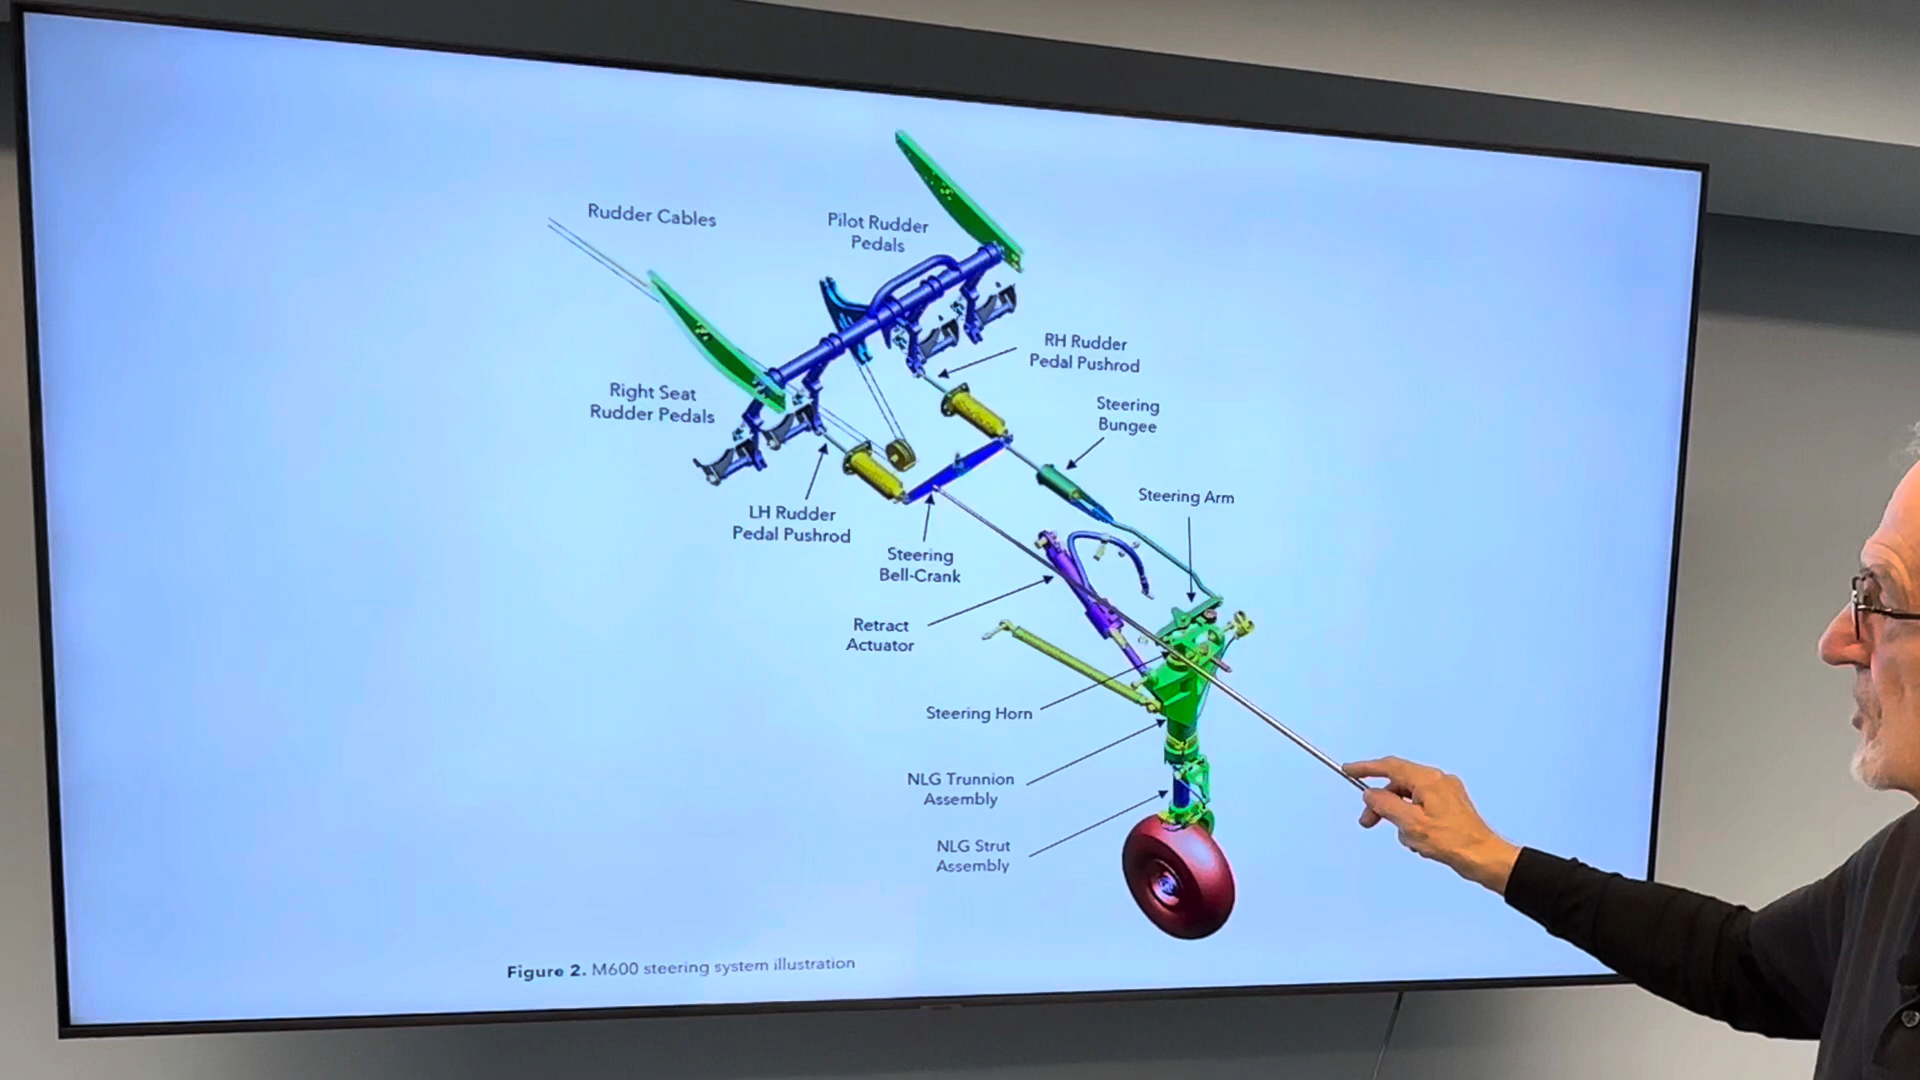 Rudder Cables
Pilot Rudder
Pedals
RH Rudder
Pedal Pushrod
Right Seat
Rudder Pedals
Steering
Bungee
Steering Arm
LH Rudder
Pedal Pushrod
Steering
Bell-Crank
Retract
Actuator
Steering Horn
NLG Trunnion
Assembly
NLG Strut
Assembly
Figure 2. M600 steering system illustration